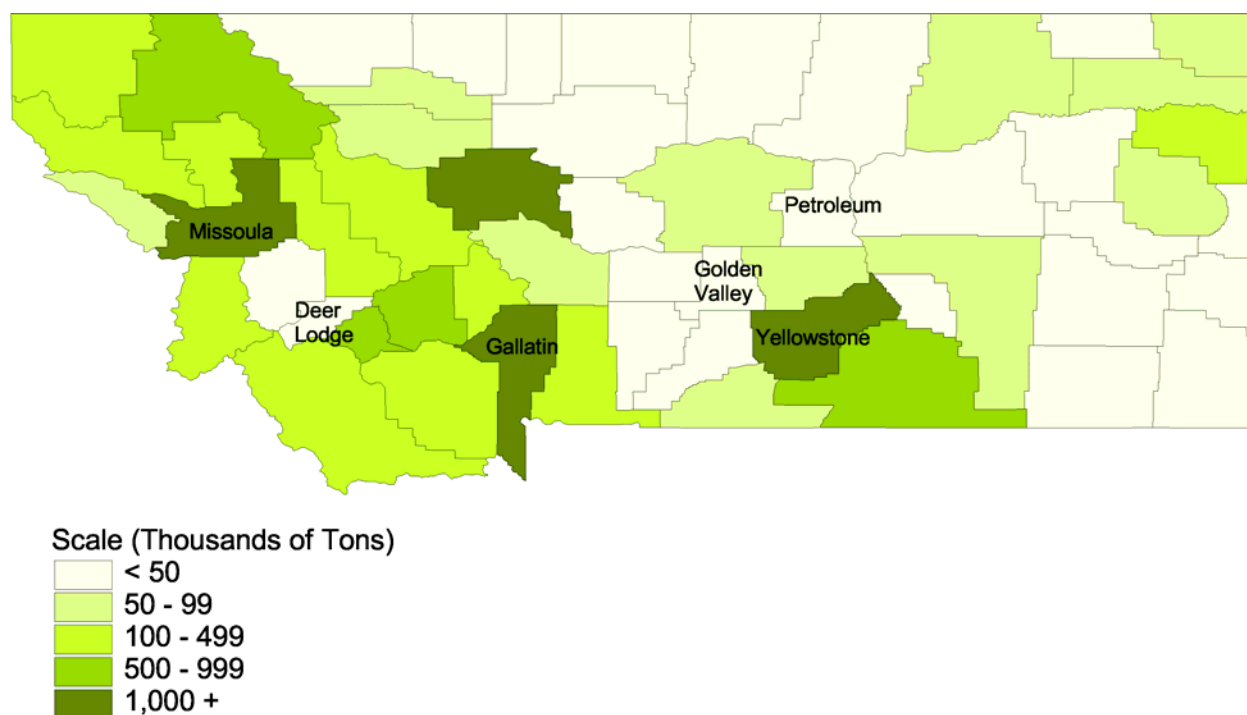 Missoula
Petroleum
Golden
Valley
Deer
Lodge
Gallatin
Yellowstone
Scale (Thousands of Tons)
< 50
50 - 99
100 - 499
500 - 999
1,000 +